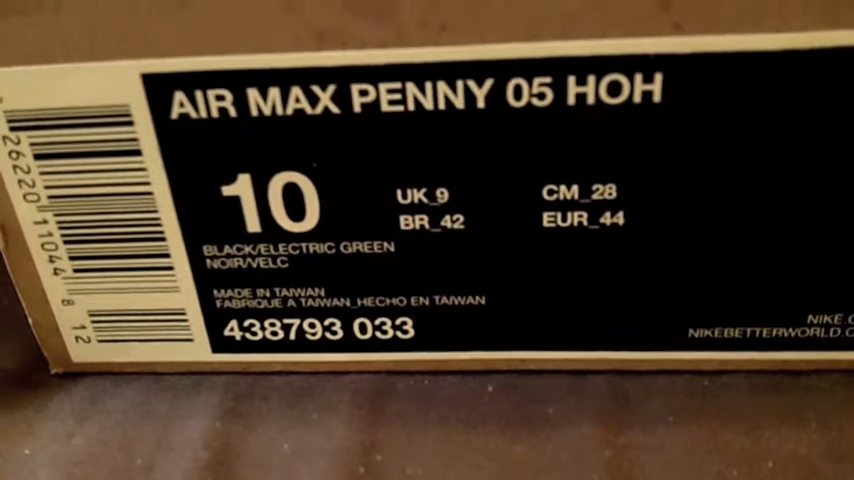 AIR MAX PENNY 05 HOH
10
UK_9
CM_28
BR_42
EUR_44
BLACK/ELECTRIC GREEN
NOIR/VELC
MADE IN TAIWAN
FABRIQUE A TAIWAN_HECHO EN TAIWAN
438793 033
NIKE.C
NIKEBETTERWORLD.C
26220 11044 8 12